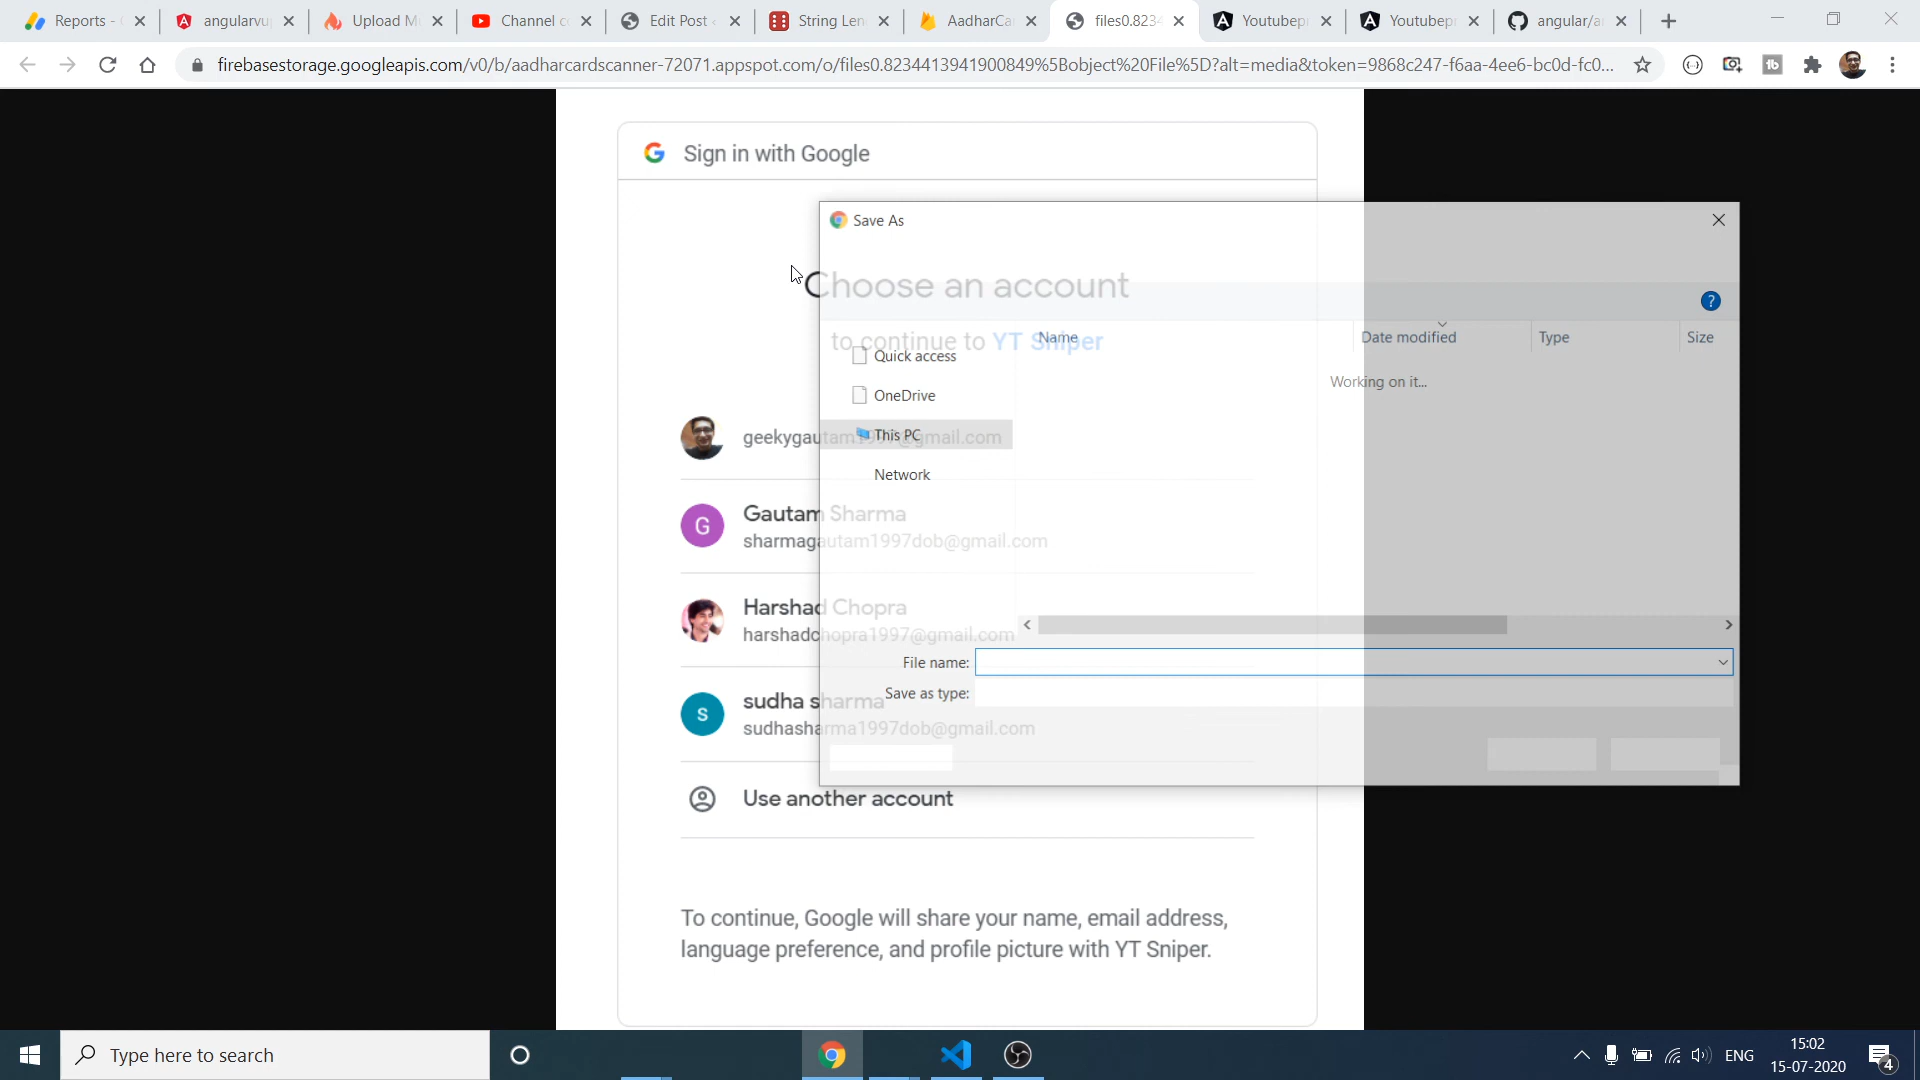 Reports -
angularvu
Upload M
Channel c
Edit Post
String Len
AadharCa
files0.8234
Youtubep
Youtubep
angular/a
firebasestorage.googleapis.com/v0/b/aadharcardscanner-72071.appspot.com/o/files0.8234413941900849%5Bobject%20File%5D?alt=media&token=9868c247-f6aa-4ee6-bc0d-fc0...
Sign in with Google
Save As
Choose an account
to continue to YT Sniper
Name
Date modified
Type
Size
Quick access
Working on it...
OneDrive
This PC
geekygautam1997@gmail.com
Network
G
Gautam Sharma
sharmagautam1997dob@gmail.com
Harshad Chopra
harshadchopra1997@gmail.com
File name:
Save as type:
s
sudha sharma
sudhasharma1997dob@gmail.com
Use another account
To continue, Google will share your name, email address,
language preference, and profile picture with YT Sniper.
Type here to search
ENG
15:02
15-07-2020
4